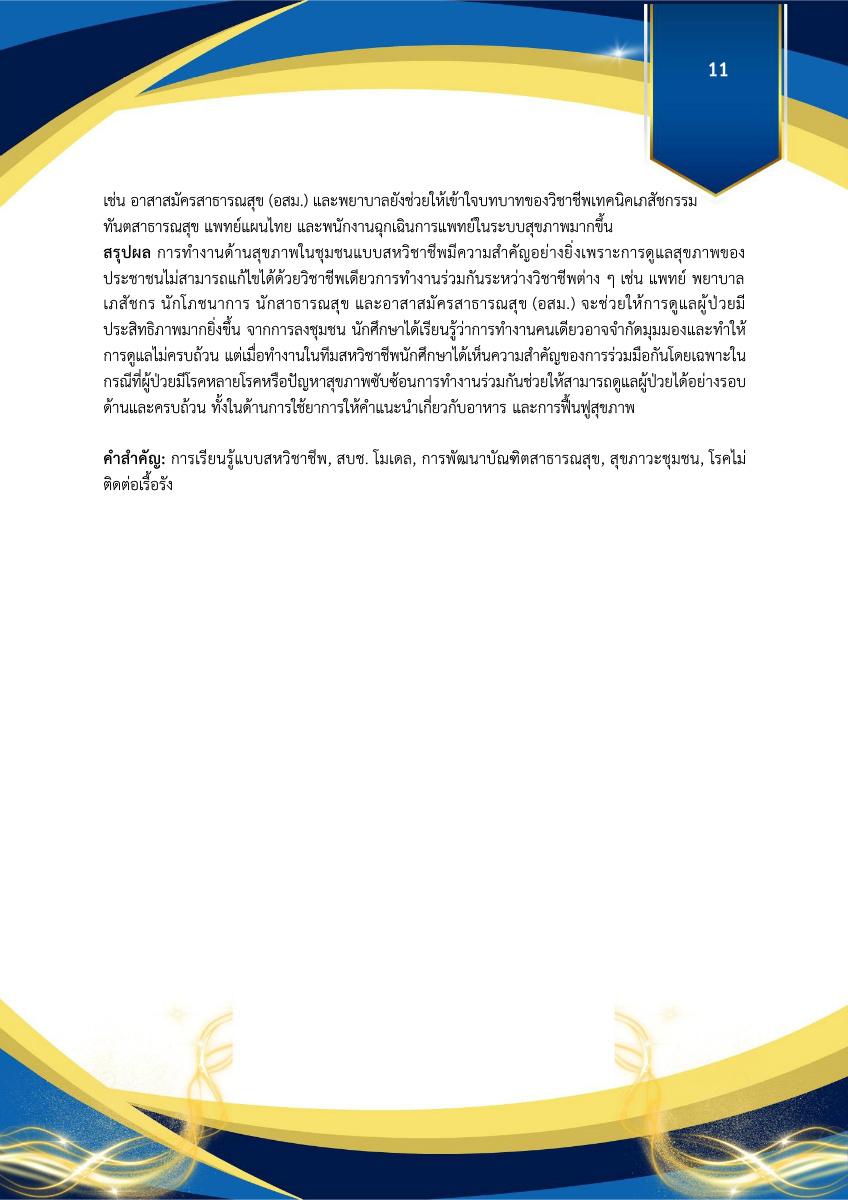 11
เช่น อาสาสมัครสาธารณสุข (อสม.) และพยาบาลยังช่วยให้เข้าใจบทบาทของวิชาชีพเทคนิคเภสัชกรรม
ทันตสาธารณสุข แพทย์แผนไทย และพนักงานฉุกเฉินการแพทย์ในระบบสุขภาพมากขึ้น
สรุปผล การทำงานด้านสุขภาพในชุมชนแบบสหวิชาชีพมีความสำคัญอย่างยิ่งเพราะการดูแลสุขภาพของ
ประชาชนไม่สามารถแก้ไขได้ด้วยวิชาชีพเดียวการทำงานร่วมกันระหว่างวิชาชีพต่าง ๆ เช่น แพทย์ พยาบาล
เภสัชกร นักโภชนาการ นักสาธารณสุข และอาสาสมัครสาธารณสุข (อสม.) จะช่วยให้การดูแลผู้ป่วยมี
ประสิทธิภาพมากยิ่งขึ้น จากการลงชุมชน นักศึกษาได้เรียนรู้ว่าการทำงานคนเดียวอาจจำกัดมุมมองและทำให้
การดูแลไม่ครบถ้วน แต่เมื่อทำงานในทีมสหวิชาชีพนักศึกษาได้เห็นความสำคัญของการร่วมมือกันโดยเฉพาะใน
กรณีที่ผู้ป่วยมีโรคหลายโรคหรือปัญหาสุขภาพซับซ้อนการทำงานร่วมกันช่วยให้สามารถดูแลผู้ป่วยได้อย่างรอบ
ด้านและครบถ้วน ทั้งในด้านการใช้ยาการให้คำแนะนำเกี่ยวกับอาหาร และการฟื้นฟูสุขภาพ
คำสำคัญ: การเรียนรู้แบบสหวิชาชีพ, สบช. โมเดล, การพัฒนาบัณฑิตสาธารณสุข, สุขภาวะชุมชน, โรคไม่
ติดต่อเรื้อรัง